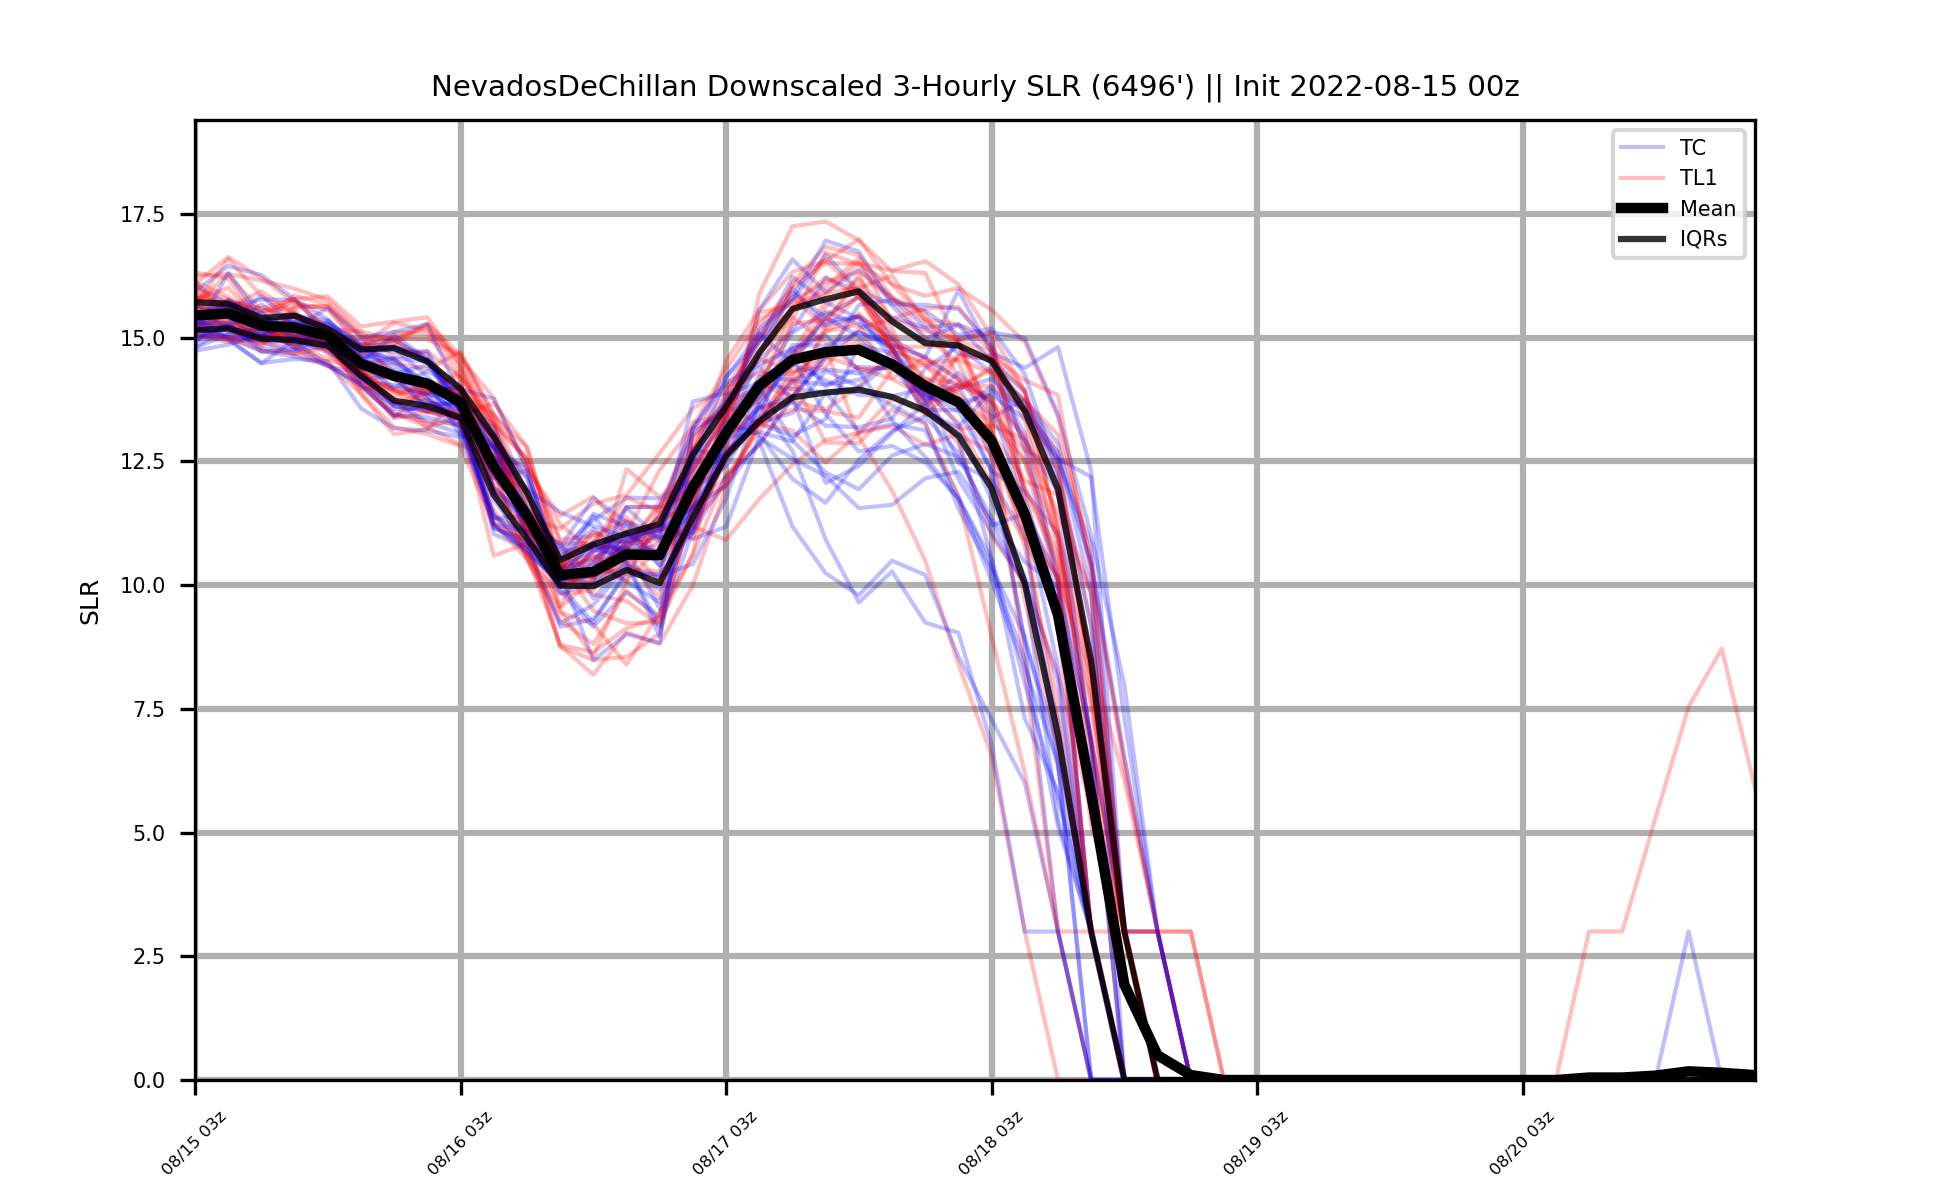 NevadosDeChillan Downscaled 3-Hourly SLR (6496') || Init 2022-08-15 00z
TC
TL1
Mean
IQRs
17.5
15.0
12.5
10.0
7.5
5.0
2.5
0.0
SLR
08/15 03z
08/16 03z
08/17 03z
08/18 03z
08/19 03z
08/20 03z